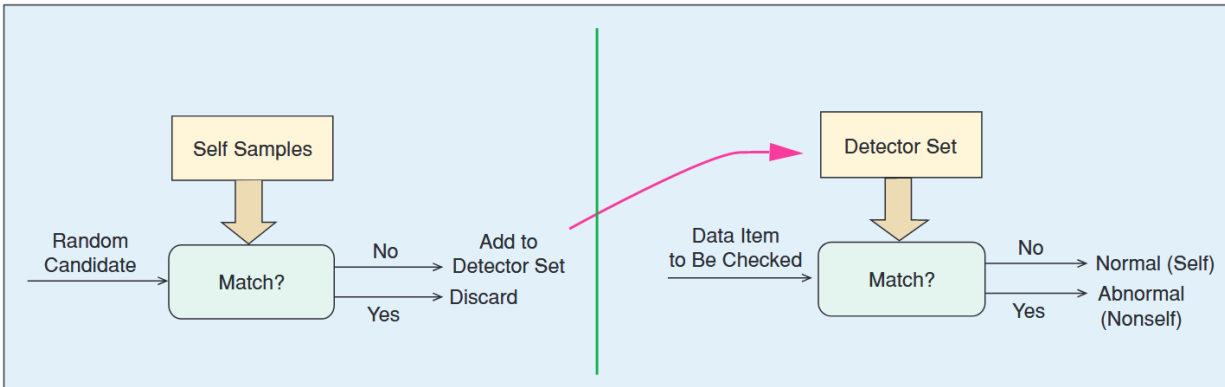 Self Samples
Random
Candidate
Match?
No
Add to
Detector Set
Yes
Discard
Detector Set
Data Item
to Be Checked
Match?
No
Normal (Self)
Yes
Abnormal
(Nonself)